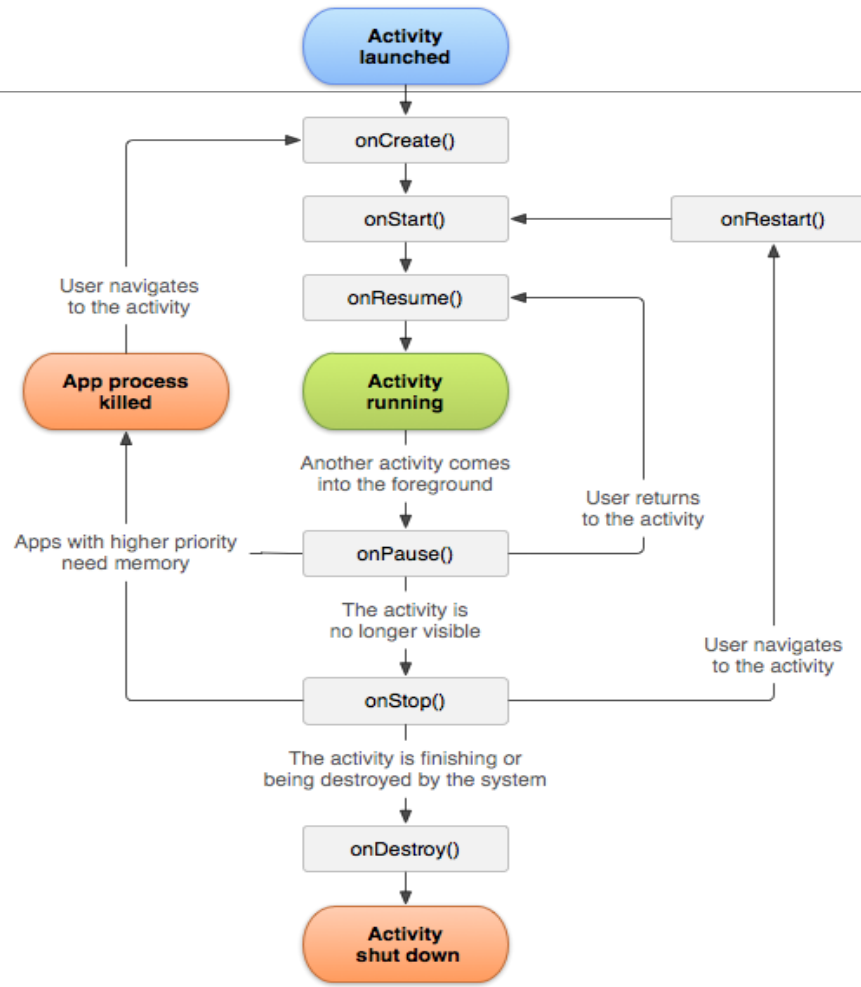 Activity
launched
onCreate()
onStart()
onRestart()
User navigates
to the activity
onResume()
App process
killed
Activity
running
Another activity comes
into the foreground
User returns
to the activity
Apps with higher priority
need memory
onPause()
The activity is
no longer visible
User navigates
to the activity
onStop()
The activity is finishing or
being destroyed by the system
onDestroy()
Activity
shut down